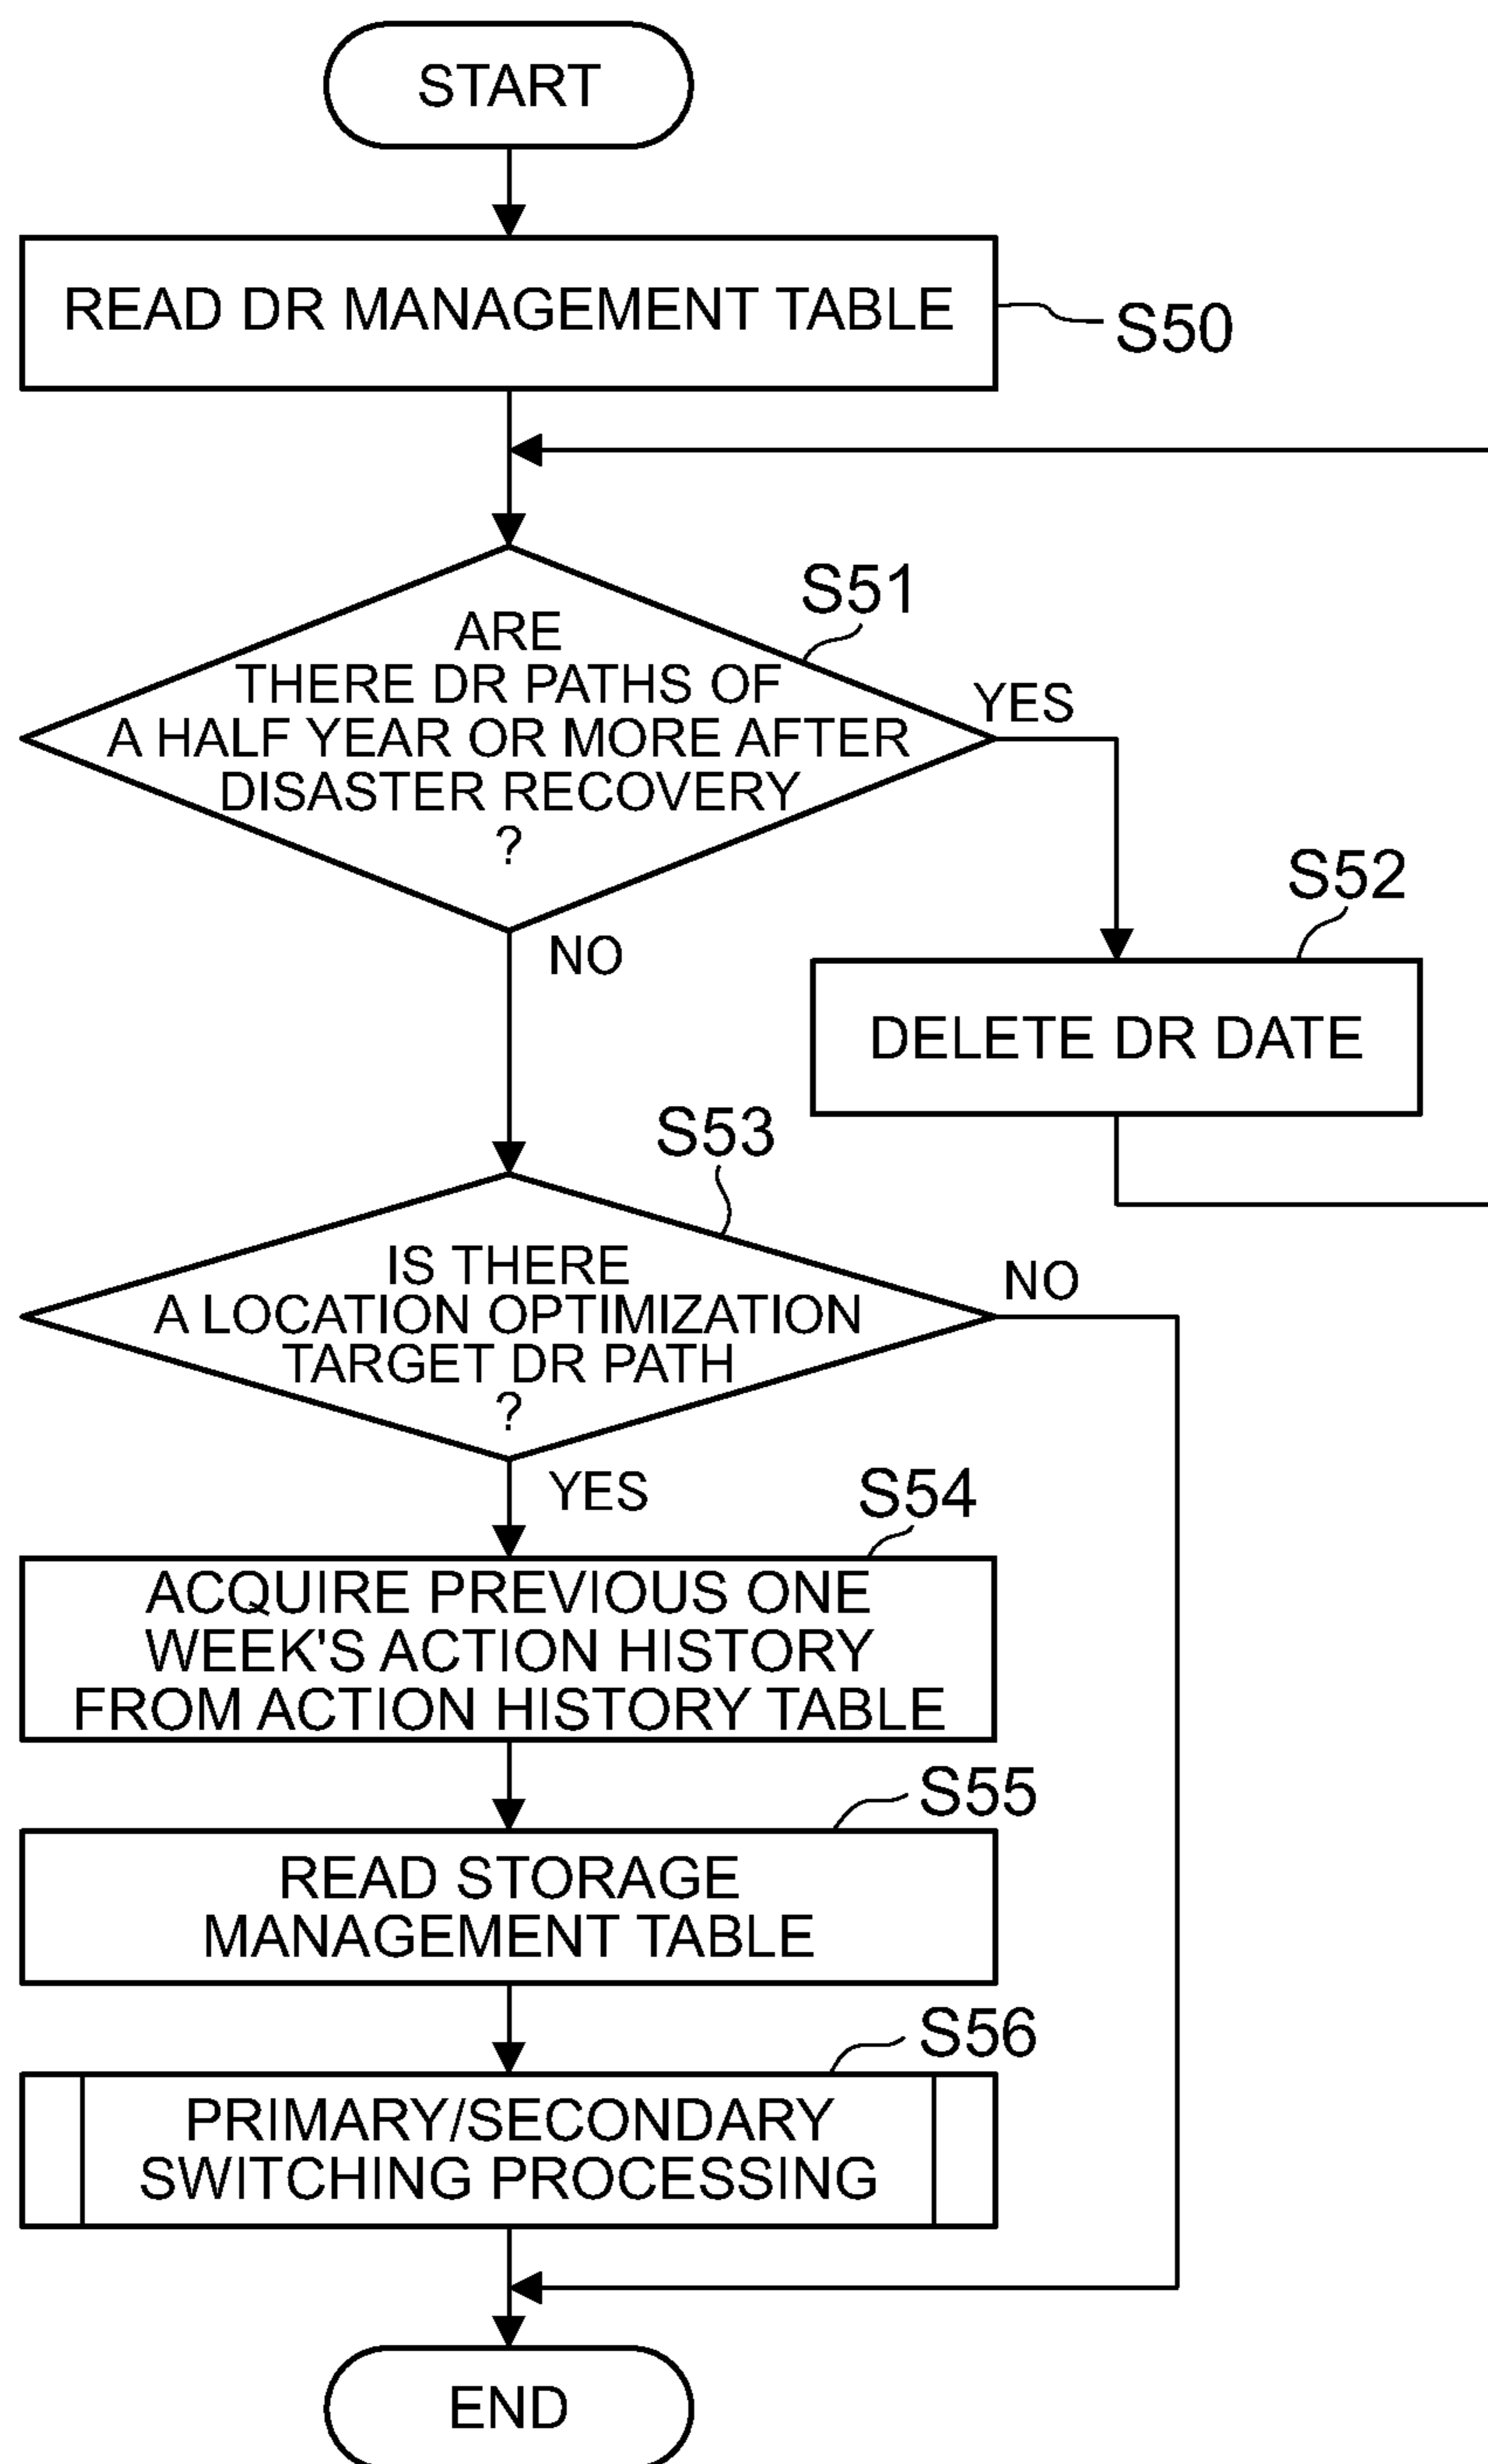 START
READ DR MANAGEMENT TABLE
S50
S51
ARE
THERE DR PATHS OF
A HALF YEAR OR MORE AFTER
DISASTER RECOVERY
?
YES
NO
S52
DELETE DR DATE
S53
IS THERE
A LOCATION OPTIMIZATION
TARGET DR PATH
?
NO
YES
S54
ACQUIRE PREVIOUS ONE
WEEK'S ACTION HISTORY
FROM ACTION HISTORY TABLE
S55
READ STORAGE
MANAGEMENT TABLE
S56
PRIMARY/SECONDARY
SWITCHING PROCESSING
END